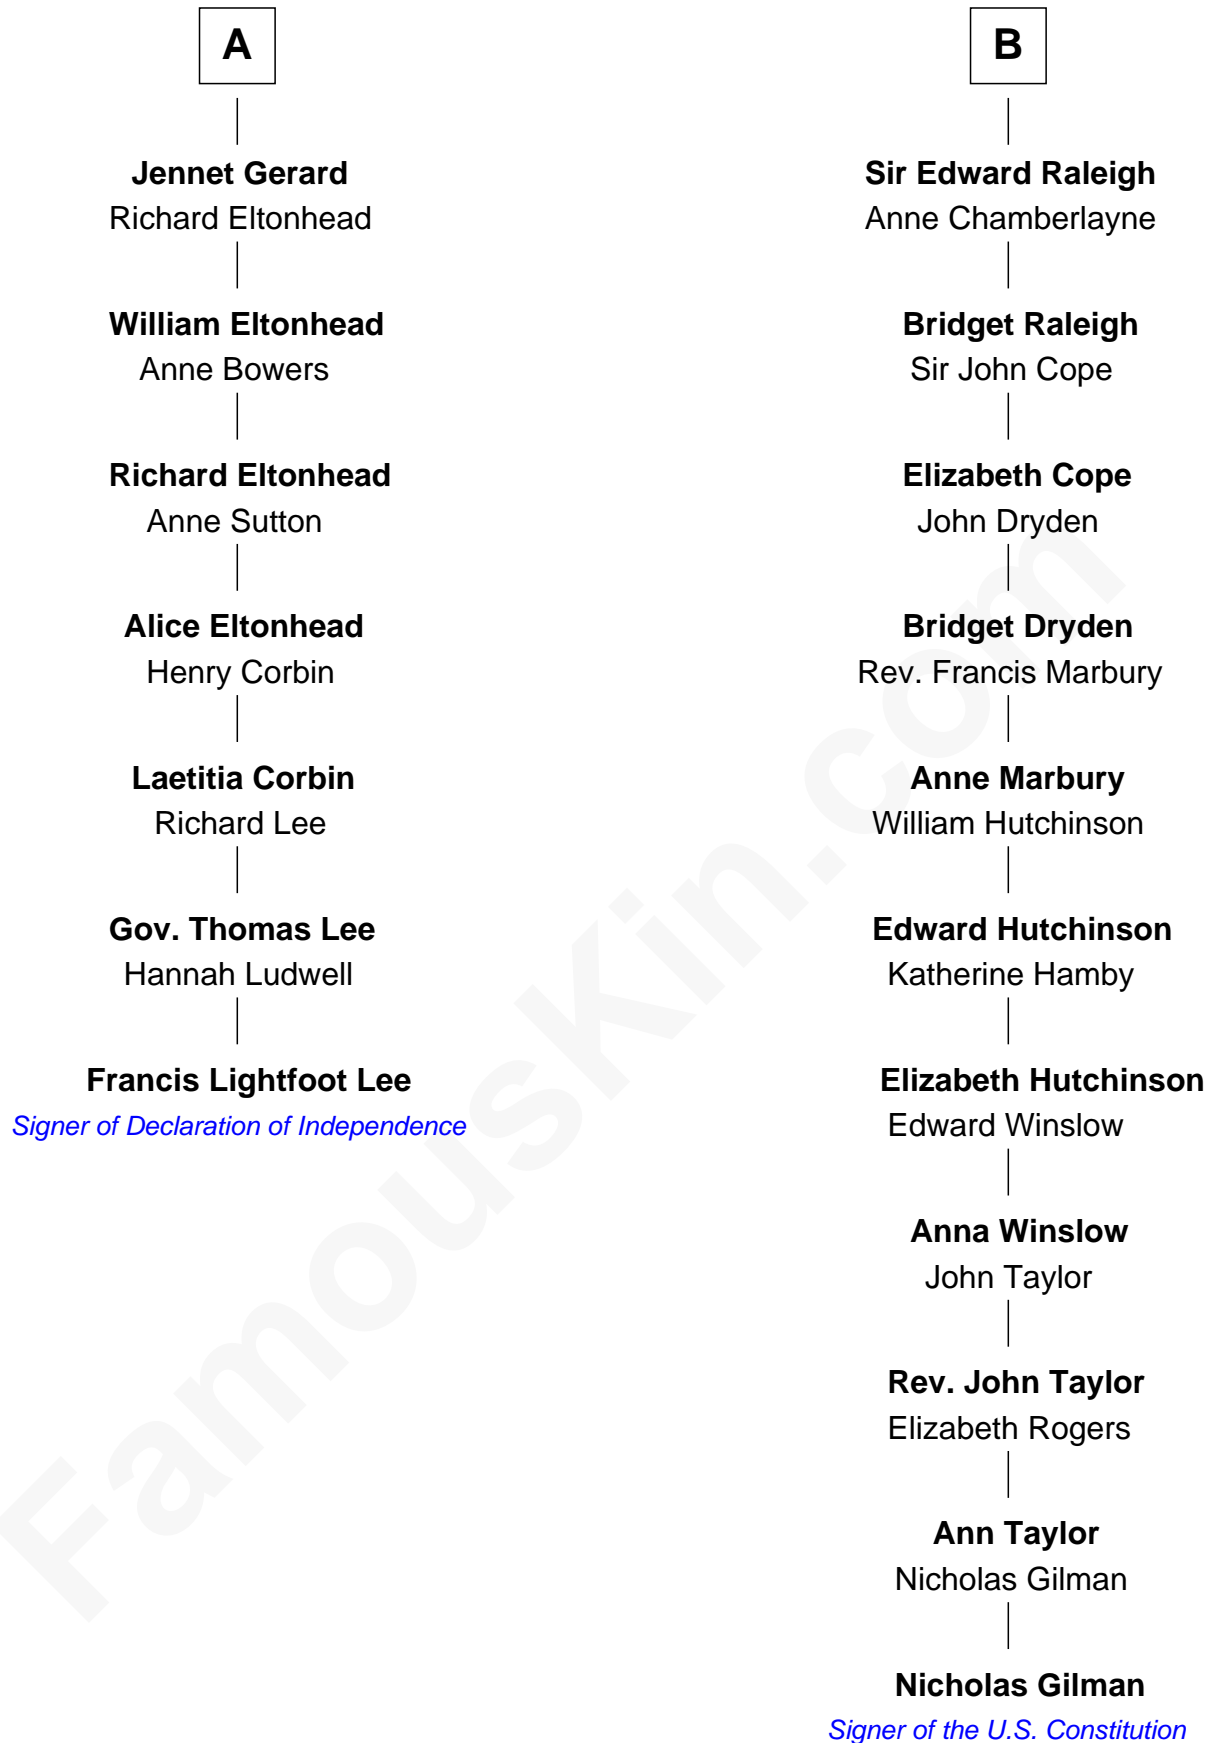 A
Jennet Gerard
Richard Eltonhead
William Eltonhead
Anne Bowers
Richard Eltonhead
Anne Sutton
Alice Eltonhead
Henry Corbin
Laetitia Corbin
Richard Lee
Gov. Thomas Lee
Hannah Ludwell
Francis Lightfoot Lee
Signer of Declaration of Independence
B
Sir Edward Raleigh
Anne Chamberlayne
Bridget Raleigh
Sir John Cope
Elizabeth Cope
John Dryden
Bridget Dryden
Rev. Francis Marbury
Anne Marbury
William Hutchinson
Edward Hutchinson
Katherine Hamby
Elizabeth Hutchinson
Edward Winslow
Anna Winslow
John Taylor
Rev. John Taylor
Elizabeth Rogers
Ann Taylor
Nicholas Gilman
Nicholas Gilman
Signer of the U.S. Constitution
FamousKin.com